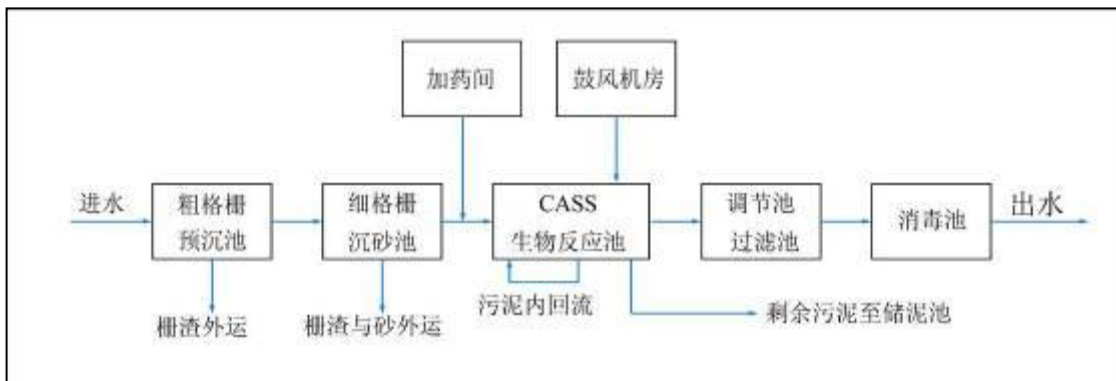 加药间
鼓风机房
进水
粗格栅
预沉池
细格栅
沉砂池
CASS
生物反应池
调节池
过滤池
消毒池
出水
栅渣外运
栅渣与砂外运
污泥内回流
剩余污泥至储泥池